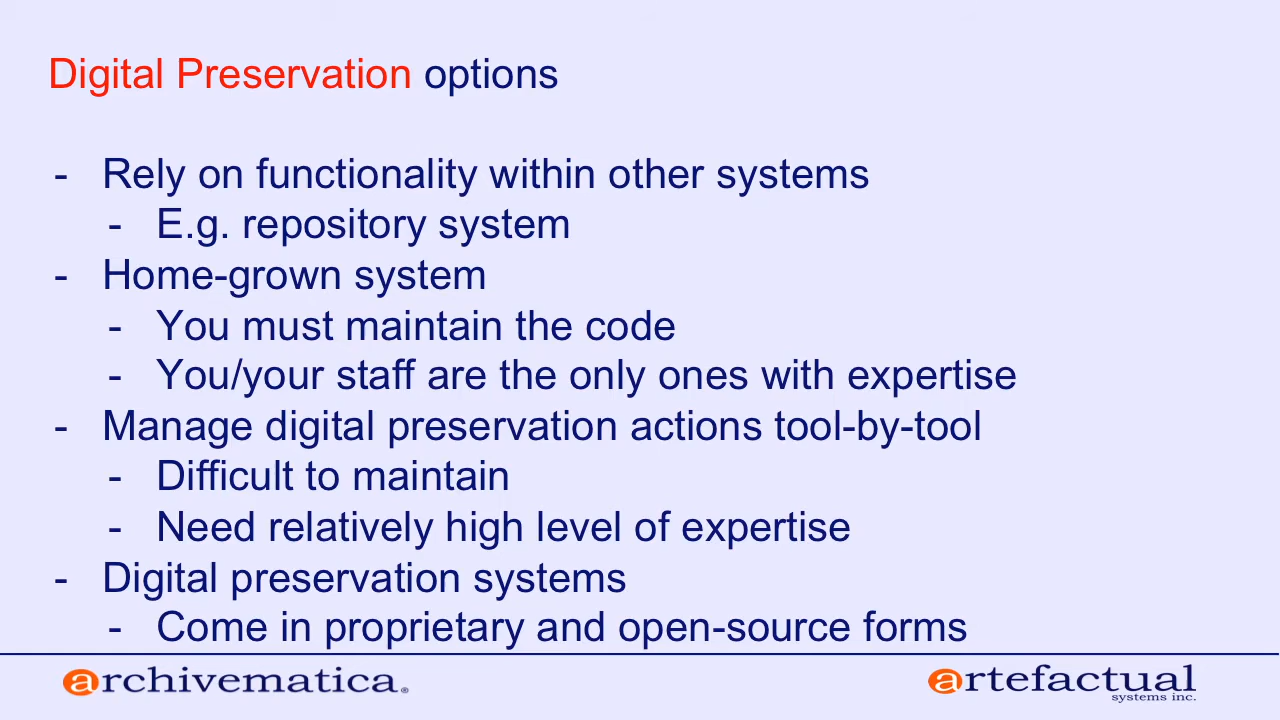 Digital Preservation options
- Rely on functionality within other systems
- E.g. repository system
- Home-grown system
- You must maintain the code
- You/your staff are the only ones with expertise
- Manage digital preservation actions tool-by-tool
- Difficult to maintain
- Need relatively high level of expertise
- Digital preservation systems
- Come in proprietary and open-source forms
archivematica®
artefactual
systems inc.